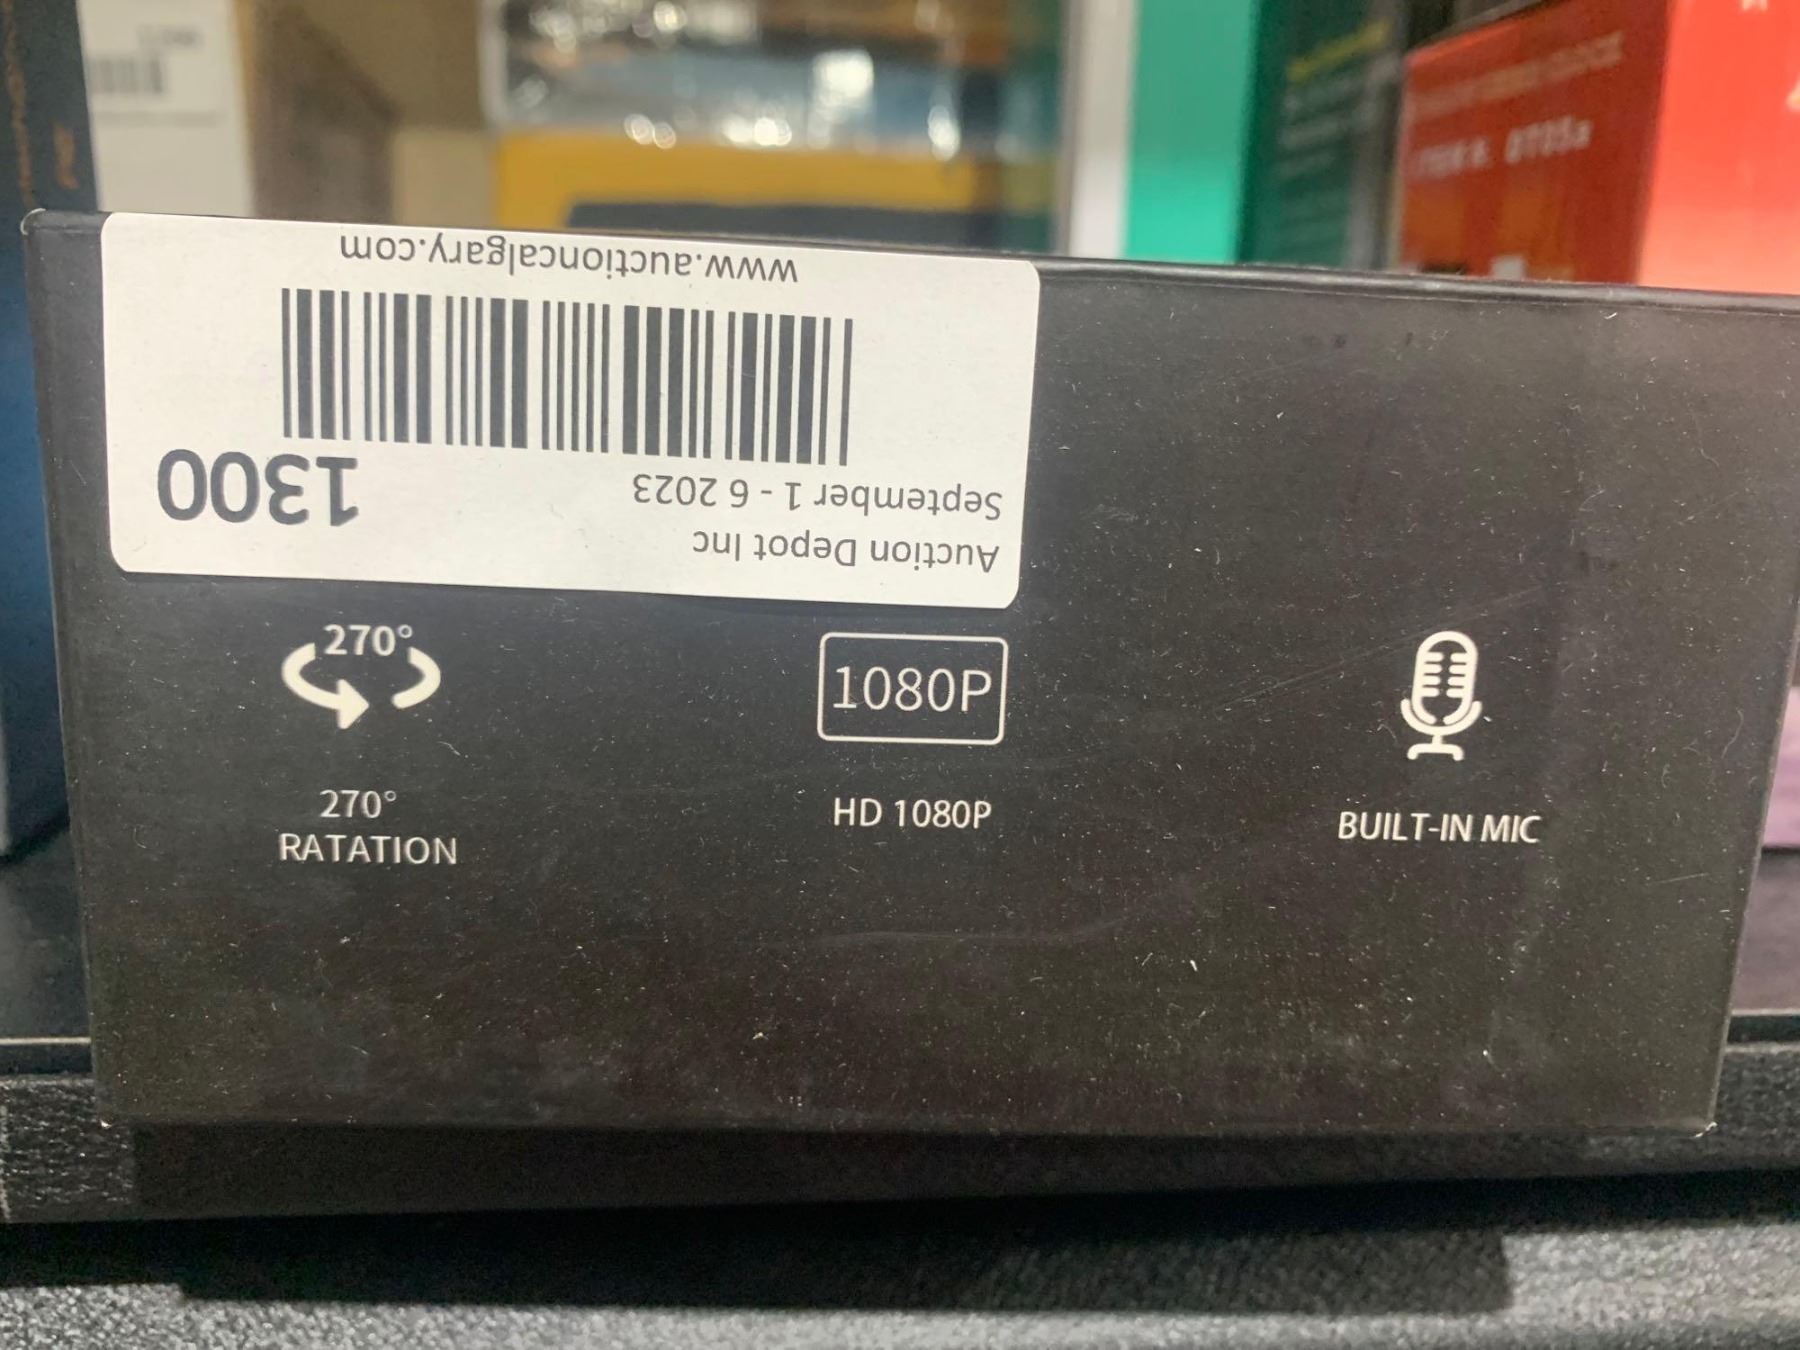 www.auctioncalgary.com
1300
September 1 - 6 2023
Auction Depot Inc
270°
1080P
270°
RATATION
HD 1080P
BUILT-IN MIC